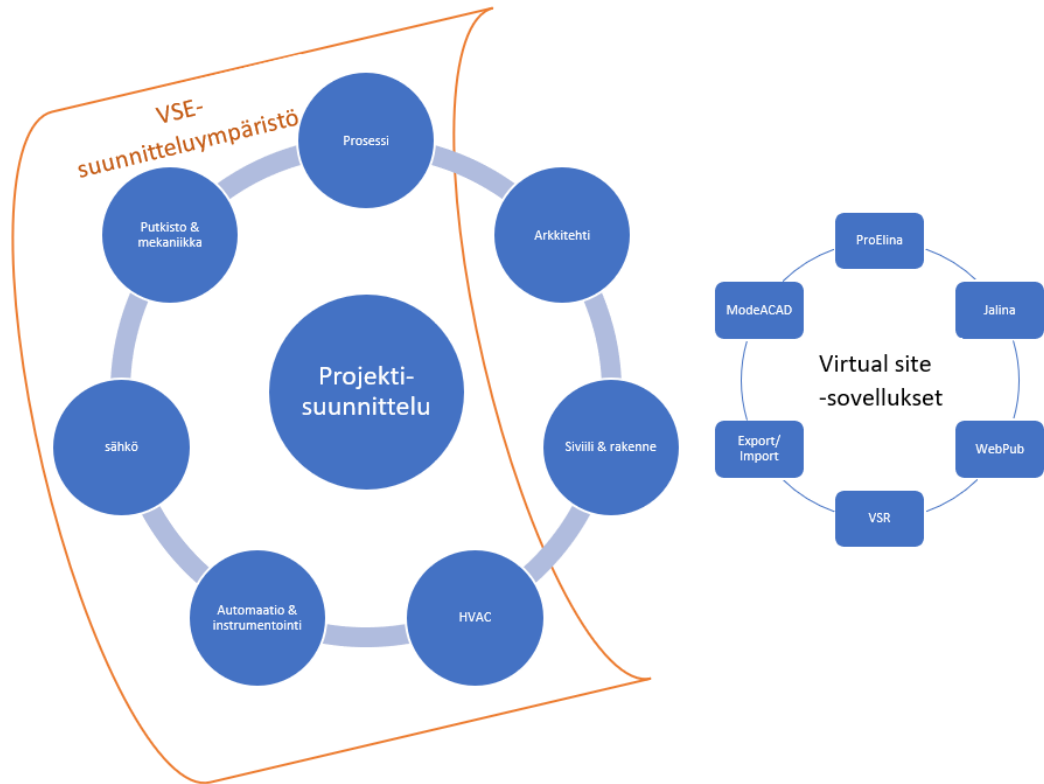 VSE-
suunnitteluympäristö
Prosessi
Putkisto &
mekaniikka
Arkkitehti
Projekti-
suunnittelu
sähkö
Siviili & rakenne
Automaatio &
instrumentointi
HVAC
ProElina
ModeACAD
Jalina
Virtual site
-sovellukset
Export/
Import
WebPub
VSR